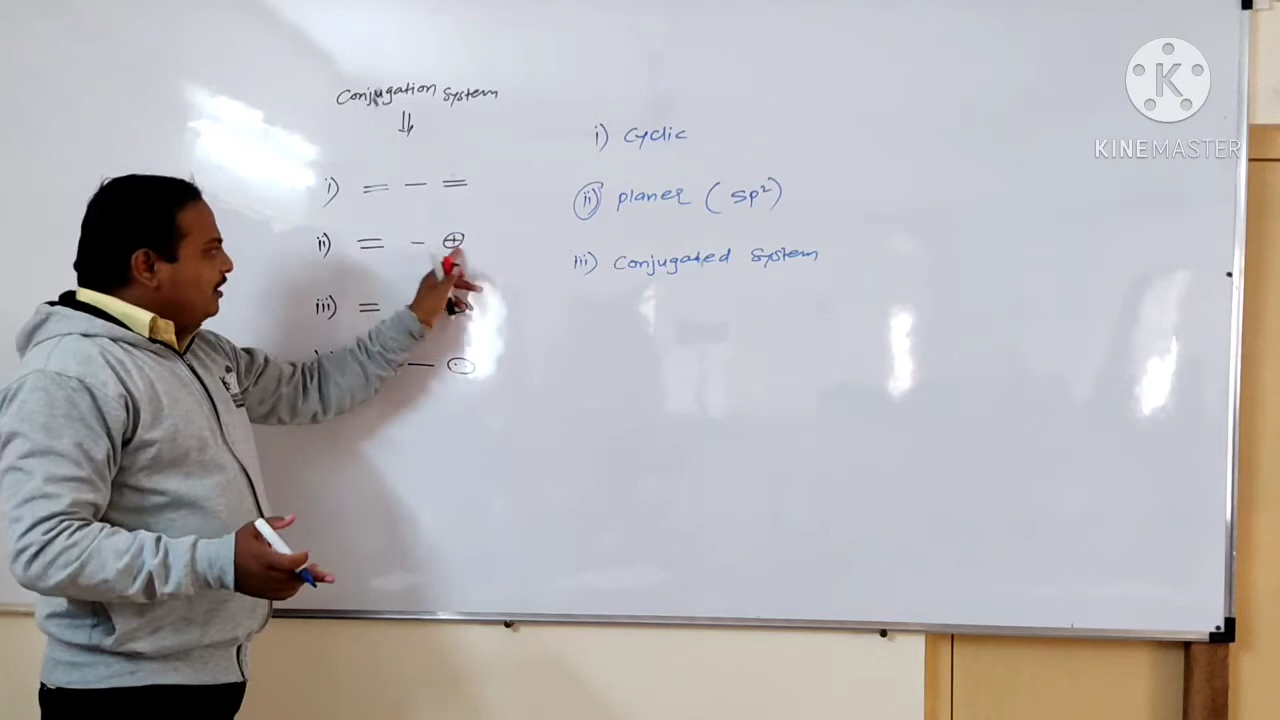 Conjugation System
⇓
i) = – =
ii) = – ⊕
iii) =
– ⊙
i) Cyclic
ii) planer (sp²)
iii) Conjugated System
K
KINEMASTER